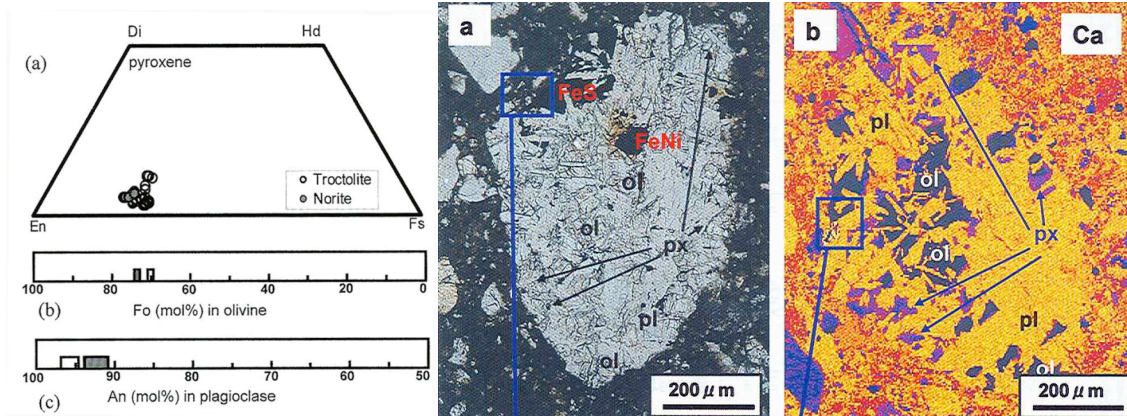 Di Hd
(a) pyroxene
Troctolite
Norite
En Fs
100 80 60 40 20 0
(b) Fo (mol%) in olivine
100 90 80 70 60 50
(c) An (mol%) in plagioclase
a
FeS
FeNi
ol
ol
px
pl
ol
200 μm
b Ca
pl
ol
px
ol
pl
ol
200 μm